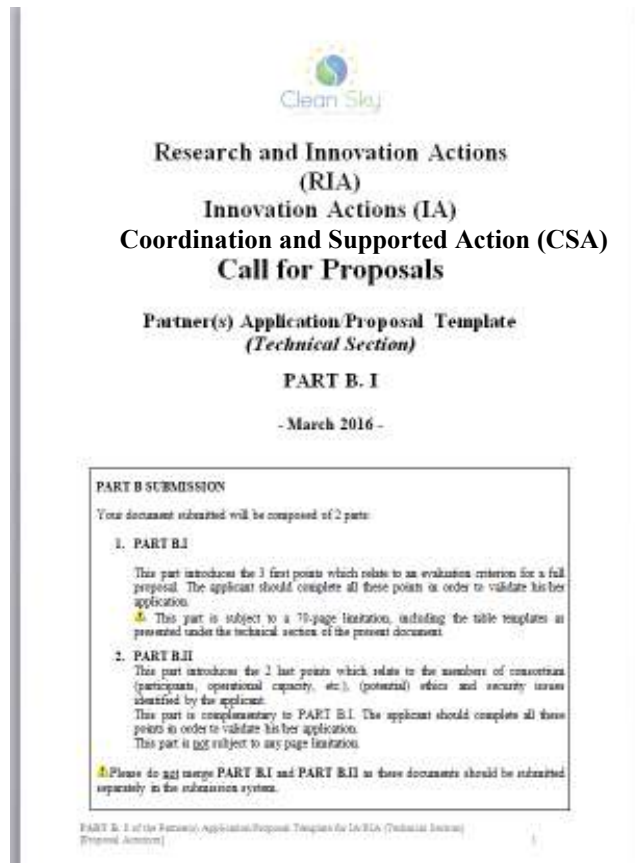 Clean Sky
Research and Innovation Actions
(RIA)
Innovation Actions (IA)
Coordination and Supported Action (CSA)
Call for Proposals
Partner(s) Application/Proposal Template
(Technical Section)
PART B. I
- March 2016 -
PART B SUBMISSION
Your document submitted will be composed of 2 parts:
1. PART B.I
This part introduces the 3 first points which relate to an evaluation criterion for a full
proposal. The applicant should complete all these points in order to validate his/her
application.
This part is subject to a 70-page limitation, including the table templates as
presented under the technical section of the present document.
2. PART B.II
This part introduces the 2 last points which relate to the members of consortium
(participants, operational capacity, etc.), (potential) ethics and security issues
identified by the applicant.
This part is complementary to PART B.I. The applicant should complete all these
points in order to validate his/her application.
This part is not subject to any page limitation.
Please do not merge PART B.I and PART B.II as these documents should be submitted
separately in the submission system.
PART B. I of the Partner(s) Application/Proposal Template for IA/RIA (Technical Section)
[Proposal Acronym] 1